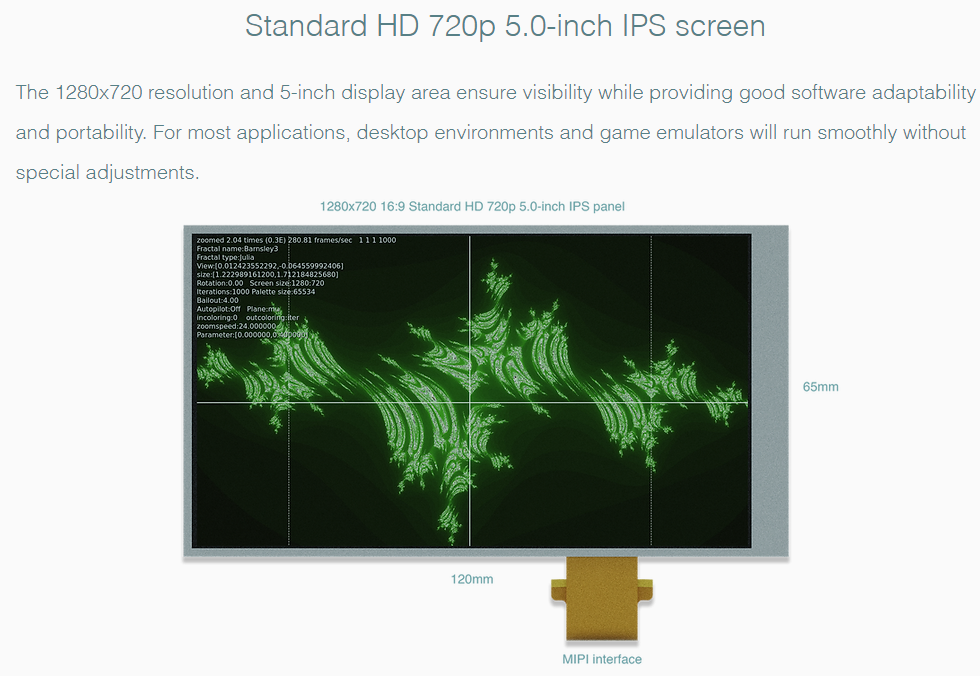 Standard HD 720p 5.0-inch IPS screen
The 1280x720 resolution and 5-inch display area ensure visibility while providing good software adaptability
and portability. For most applications, desktop environments and game emulators will run smoothly without
special adjustments.
1280x720 16:9 Standard HD 720p 5.0-inch IPS panel
zoomed 2.04 times (0.3E) 280.81 frames/sec 1 1 1 1000
Fractal name:Barnsley3
Fractal type:Julia
View:[0.012423552292,-0.064559992406]
size:[1.222989161200,1.712184825680]
Rotation:0.00 Screen size:1280:720
Iterations:1000 Palette size:65534
Bailout:4.00
Autopilot:Off Plane:mu
incoloring:0 outcoloring:iter
zoomspeed:24.000000
65mm
120mm
MIPI interface